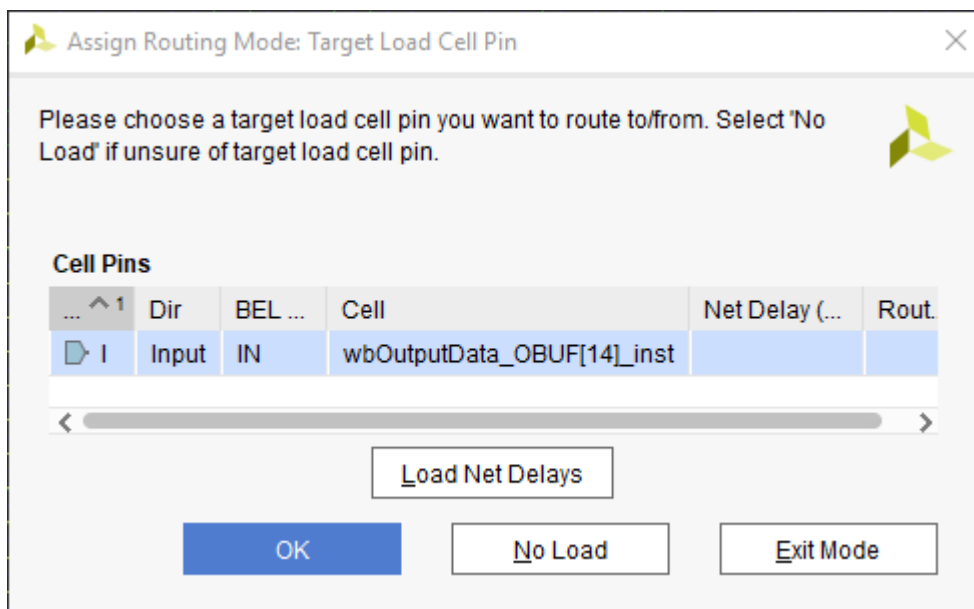 Assign Routing Mode: Target Load Cell Pin
Please choose a target load cell pin you want to route to/from. Select 'No
Load' if unsure of target load cell pin.
Cell Pins
... 1 Dir BEL ... Cell Net Delay (... Rout.
I Input IN wbOutputData_OBUF[14]_inst
Load Net Delays
OK No Load Exit Mode